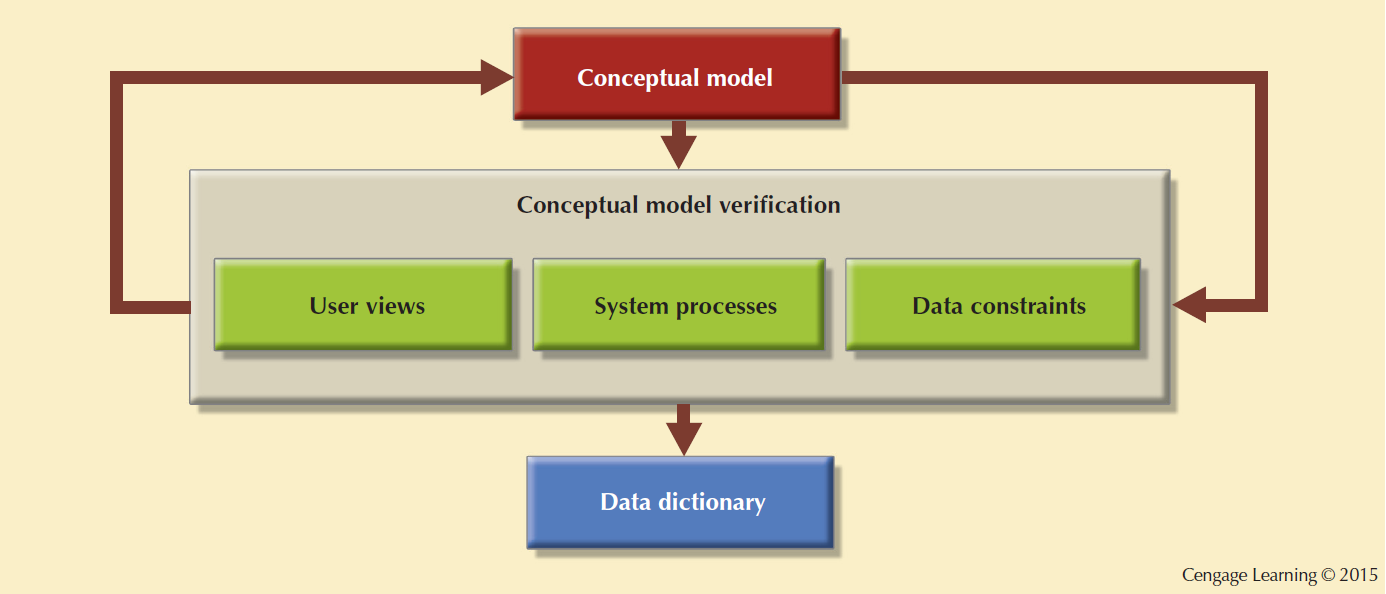 Conceptual model
Conceptual model verification
User views
System processes
Data constraints
Data dictionary
Cengage Learning © 2015